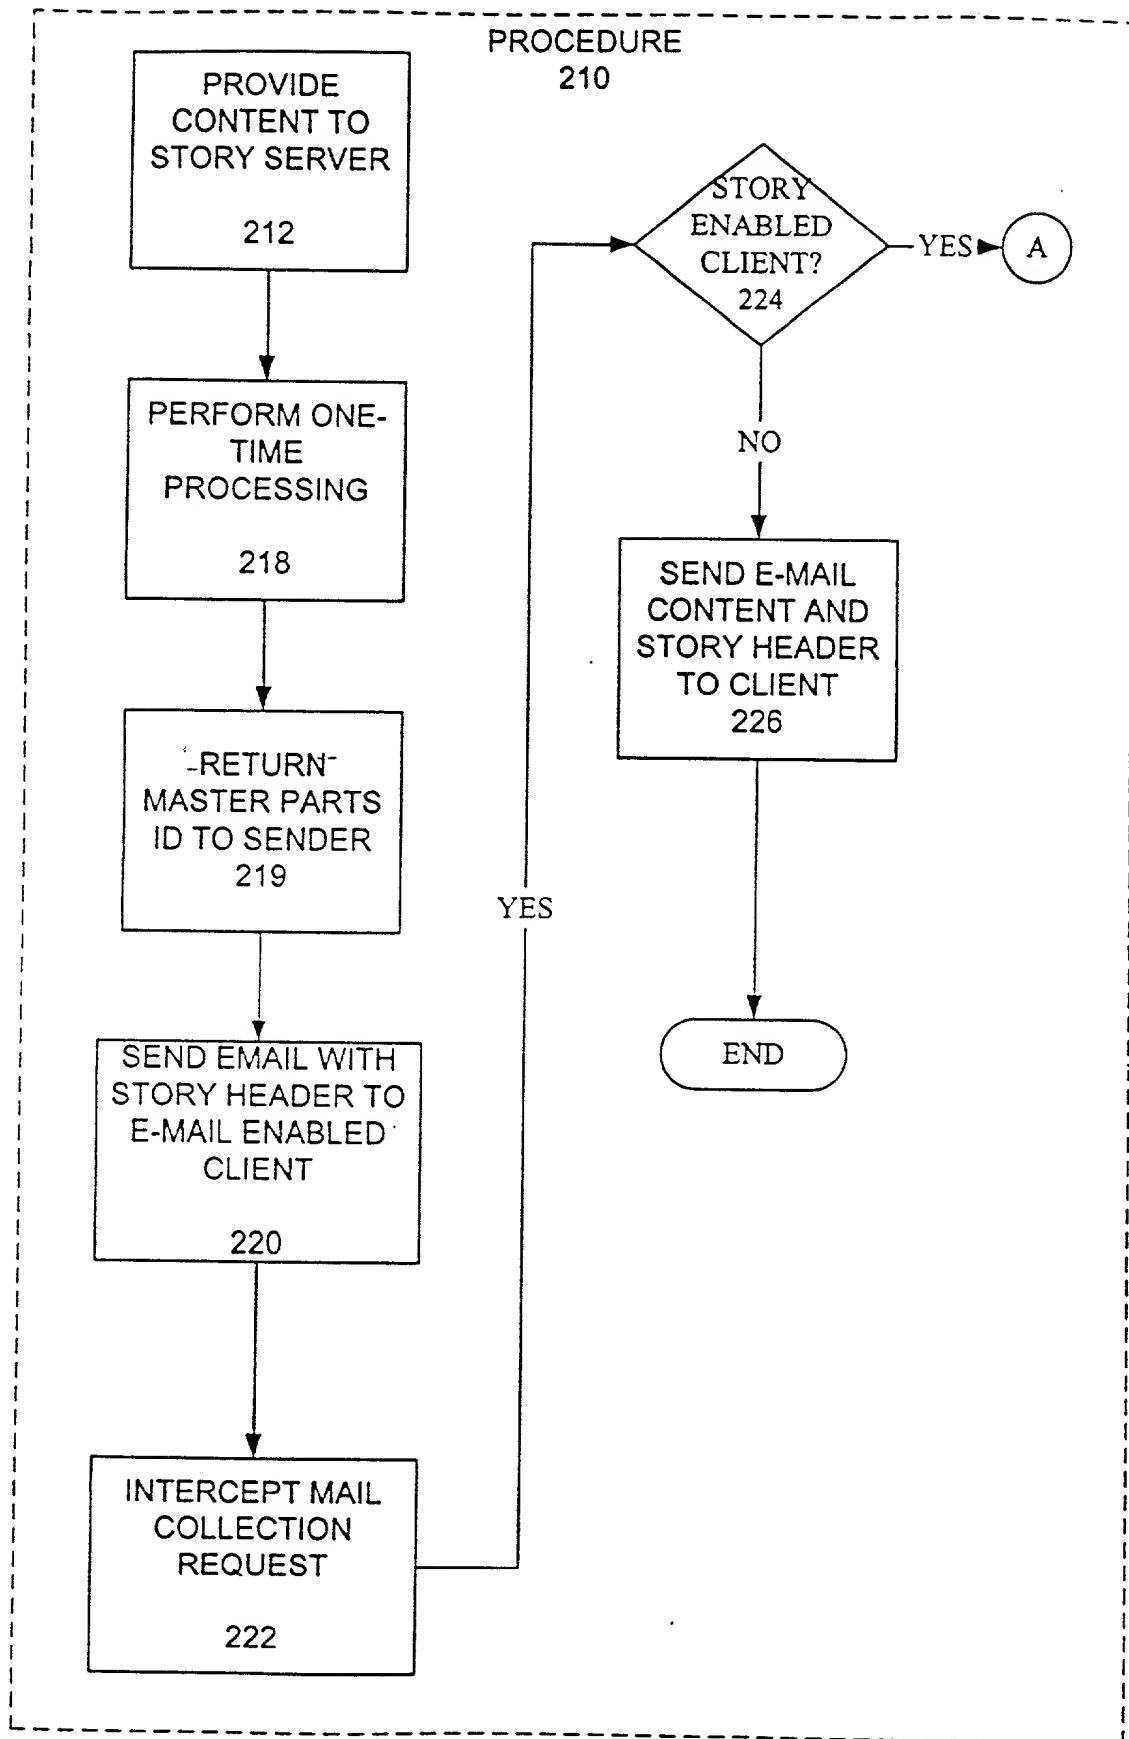 PROCEDURE
210
PROVIDE
CONTENT TO
STORY SERVER
212
PERFORM ONE-
TIME
PROCESSING
218
RETURN
MASTER PARTS
ID TO SENDER
219
SEND EMAIL WITH
STORY HEADER TO
E-MAIL ENABLED
CLIENT
220
INTERCEPT MAIL
COLLECTION
REQUEST
222
YES
STORY
ENABLED
CLIENT?
224
YES
A
NO
SEND E-MAIL
CONTENT AND
STORY HEADER
TO CLIENT
226
END